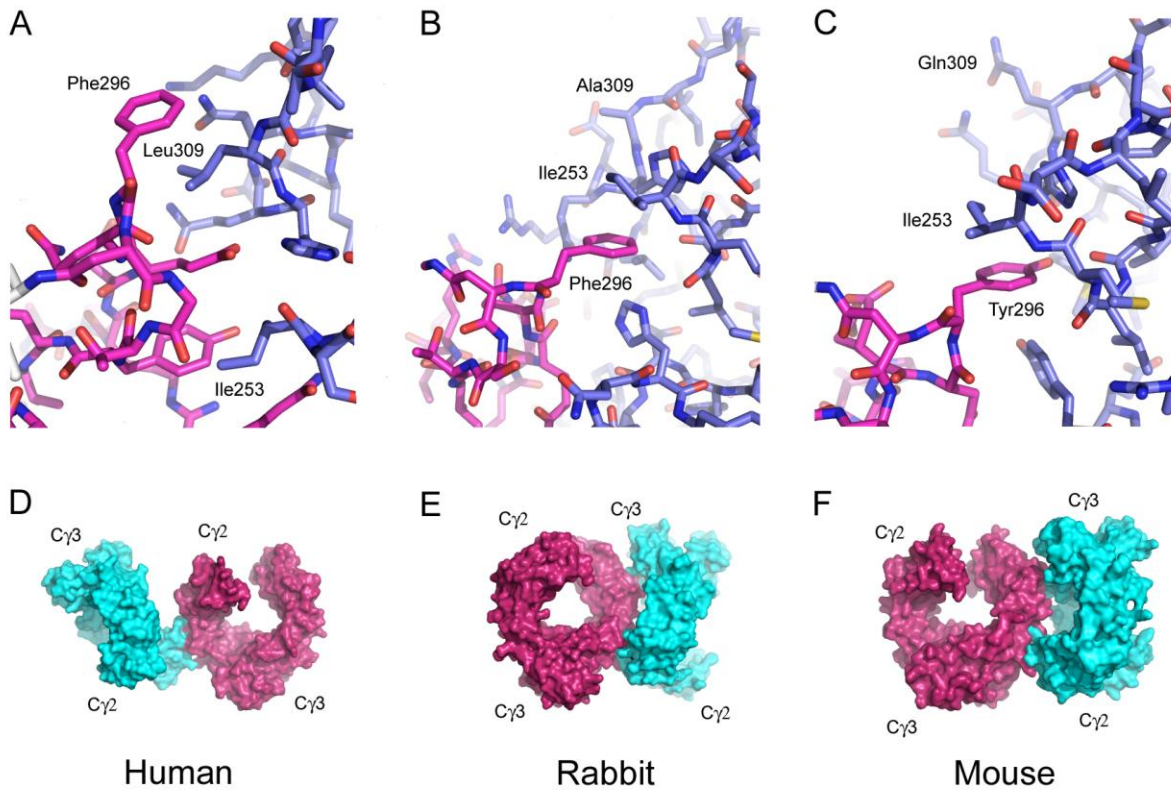 A
Phe296
Leu309
Ile253
B
Ala309
Ile253
Phe296
C
Gln309
Ile253
Tyr296
D
Cγ3
Cγ2
Cγ2
Cγ3
E
Cγ2
Cγ3
Cγ3
Cγ2
F
Cγ2
Cγ3
Cγ3
Cγ2
Human
Rabbit
Mouse